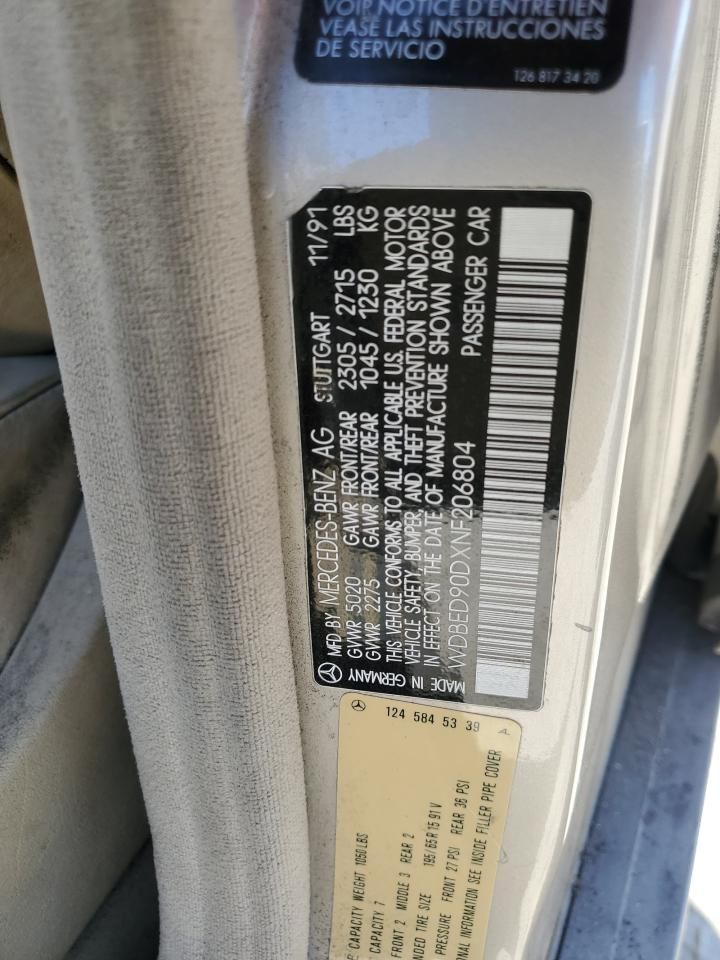 VOIR NOTICE D'ENTRETIEN
VEASE LAS INSTRUCCIONES
DE SERVICIO
126 817 34 20
MFD BY MERCEDES-BENZ AG STUTTGART 11/91
GVWR 5020 GAWR FRONT/REAR 2305 / 2715 LBS
GVWR 2275 GAWR FRONT/REAR 1045 / 1230 KG
THIS VEHICLE CONFORMS TO ALL APPLICABLE U.S. FEDERAL MOTOR
VEHICLE SAFETY, BUMPER, AND THEFT PREVENTION STANDARDS
IN EFFECT ON THE DATE OF MANUFACTURE SHOWN ABOVE
WDBED90DXNF206804 PASSENGER CAR
MADE IN GERMANY
124 584 53 39 A
CAPACITY WEIGHT 1050 LBS
CAPACITY 7
FRONT 2 MIDDLE 3 REAR 2
NDED TIRE SIZE 195/65 R 15 91 V
PRESSURE FRONT 27 PSI REAR 36 PSI
NAL INFORMATION SEE INSIDE FILLER PIPE COVER